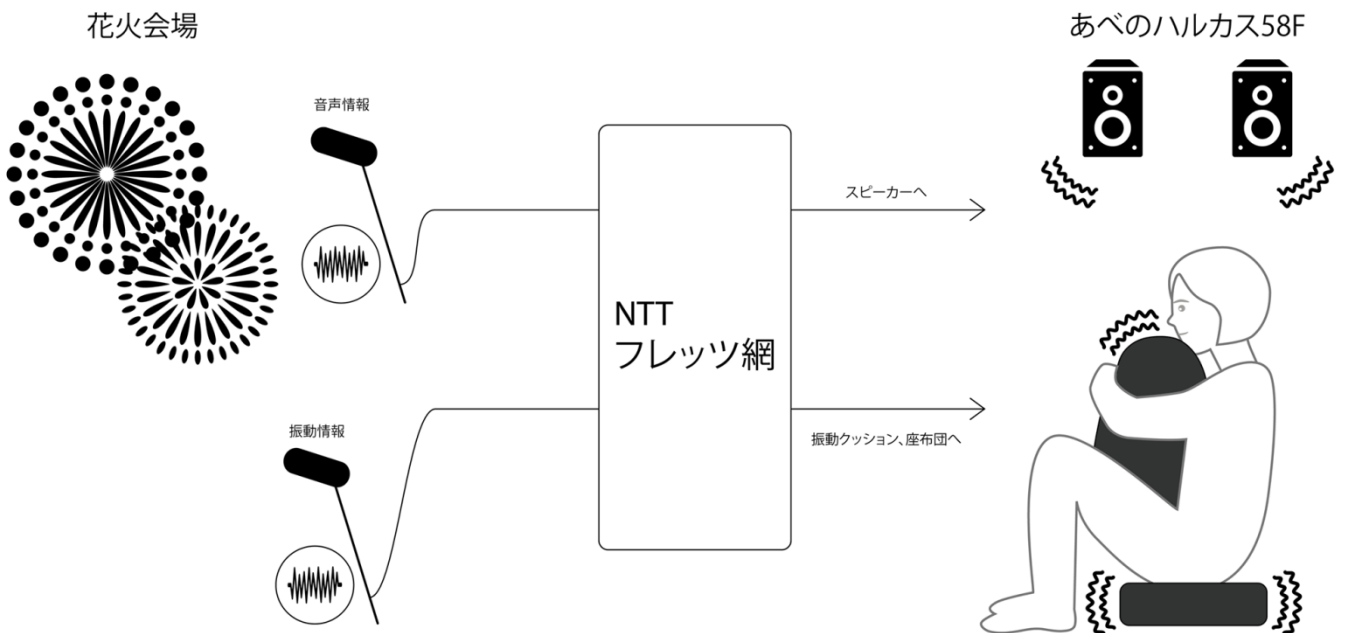 花火会場
あべのハルカス58F
音声情報
スピーカーへ
NTT
フレッツ網
振動情報
振動クッション、座布団へ